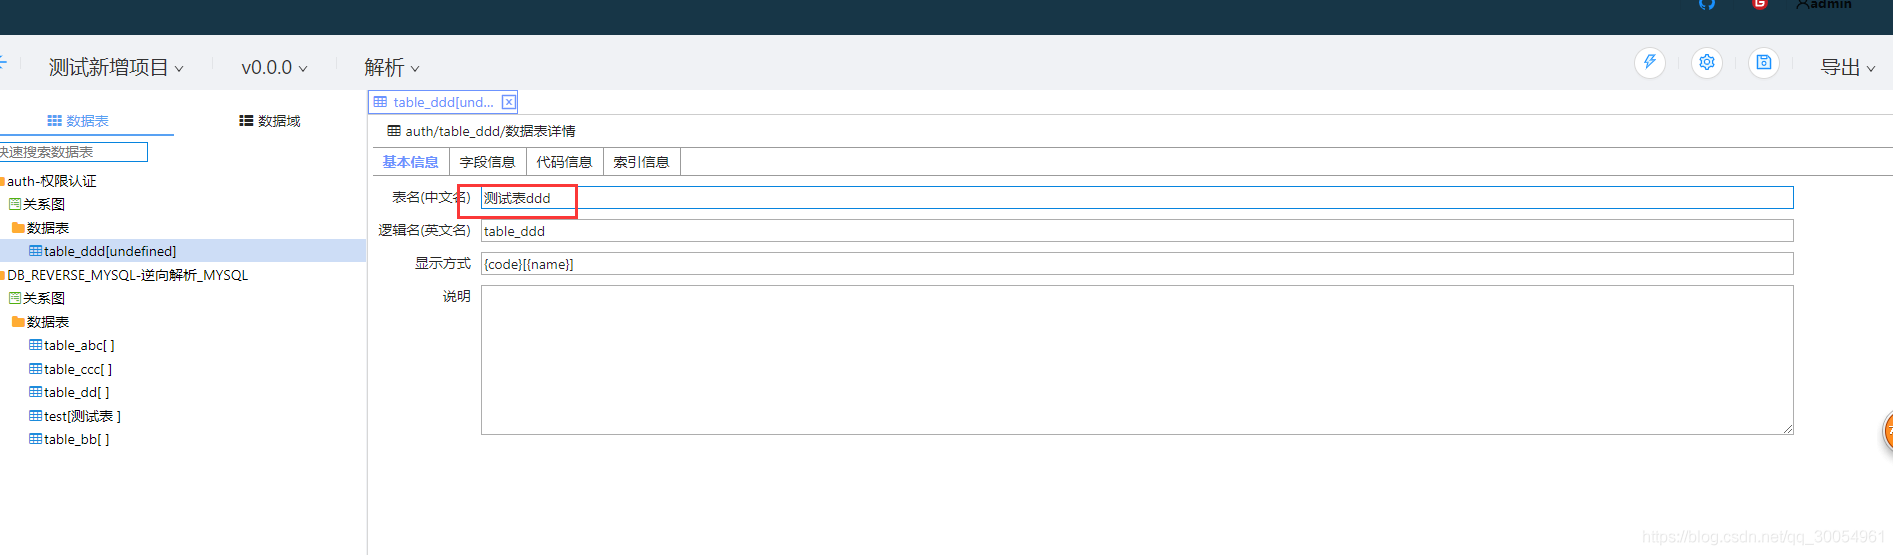 admin
测试新增项目
v0.0.0
解析
导出
数据表
数据域
快速搜索数据表
auth-权限认证
关系图
数据表
table_ddd[undefined]
DB_REVERSE_MYSQL-逆向解析_MYSQL
关系图
数据表
table_abc[ ]
table_ccc[ ]
table_dd[ ]
test[测试表 ]
table_bb[ ]
table_ddd[und...
auth/table_ddd/数据表详情
基本信息 字段信息 代码信息 索引信息
表名(中文名) 测试表ddd
逻辑名(英文名) table_ddd
显示方式 {code}[{name}]
说明
https://blog.csdn.net/qq_30054961